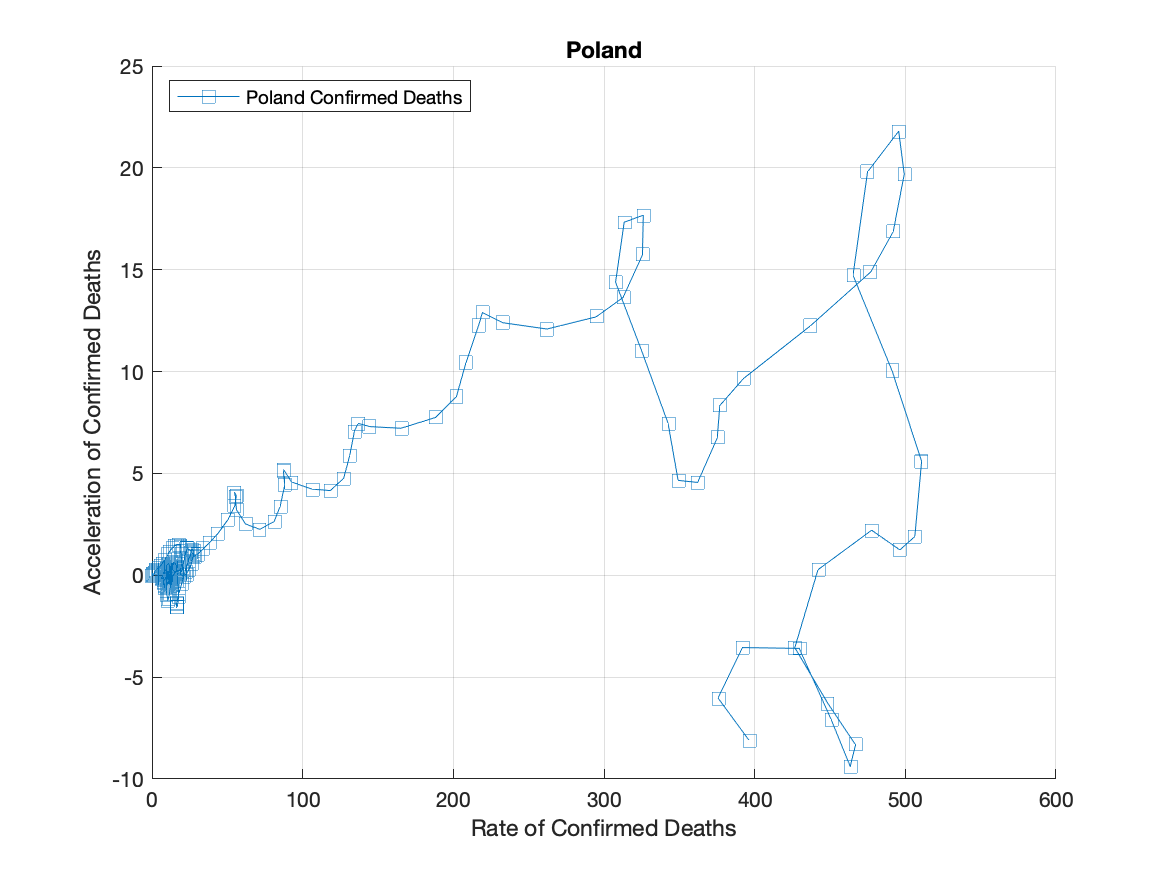 Poland
25
Poland Confirmed Deaths
20
15
10
5
0
-5
-10
Acceleration of Confirmed Deaths
0 100 200 300 400 500 600
Rate of Confirmed Deaths